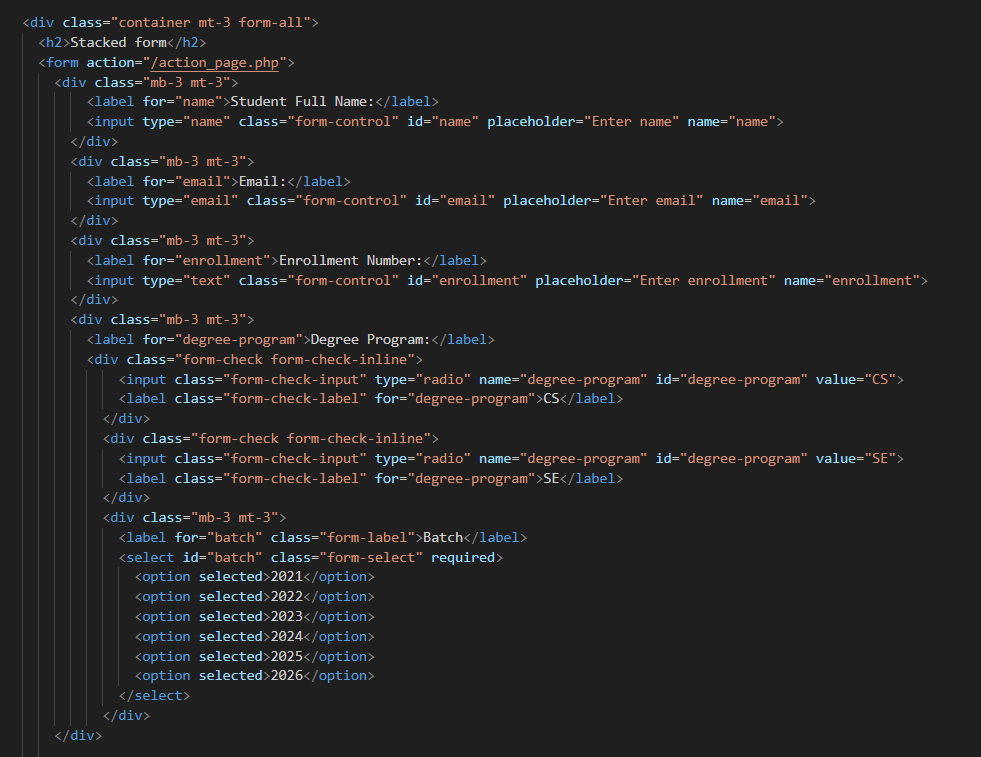 <div class="container mt-3 form-all">
<h2>Stacked form</h2>
<form action="/action_page.php">
<div class="mb-3 mt-3">
<label for="name">Student Full Name:</label>
<input type="name" class="form-control" id="name" placeholder="Enter name" name="name">
</div>
<div class="mb-3 mt-3">
<label for="email">Email:</label>
<input type="email" class="form-control" id="email" placeholder="Enter email" name="email">
</div>
<div class="mb-3 mt-3">
<label for="enrollment">Enrollment Number:</label>
<input type="text" class="form-control" id="enrollment" placeholder="Enter enrollment" name="enrollment">
</div>
<div class="mb-3 mt-3">
<label for="degree-program">Degree Program:</label>
<div class="form-check form-check-inline">
<input class="form-check-input" type="radio" name="degree-program" id="degree-program" value="CS">
<label class="form-check-label" for="degree-program">CS</label>
</div>
<div class="form-check form-check-inline">
<input class="form-check-input" type="radio" name="degree-program" id="degree-program" value="SE">
<label class="form-check-label" for="degree-program">SE</label>
</div>
<div class="mb-3 mt-3">
<label for="batch" class="form-label">Batch</label>
<select id="batch" class="form-select" required>
<option selected>2021</option>
<option selected>2022</option>
<option selected>2023</option>
<option selected>2024</option>
<option selected>2025</option>
<option selected>2026</option>
</select>
</div>
</div>